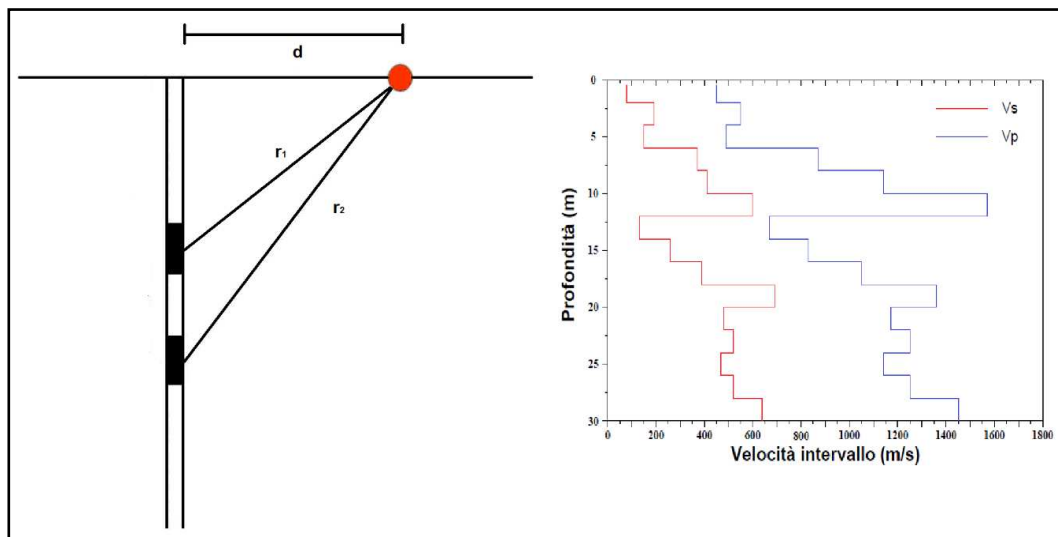 d
r₁
r₂
Vs
Vp
0
5
10
15
20
25
30
Profondità (m)
0 200 400 600 800 1000 1200 1400 1600 1800
Velocità intervallo (m/s)